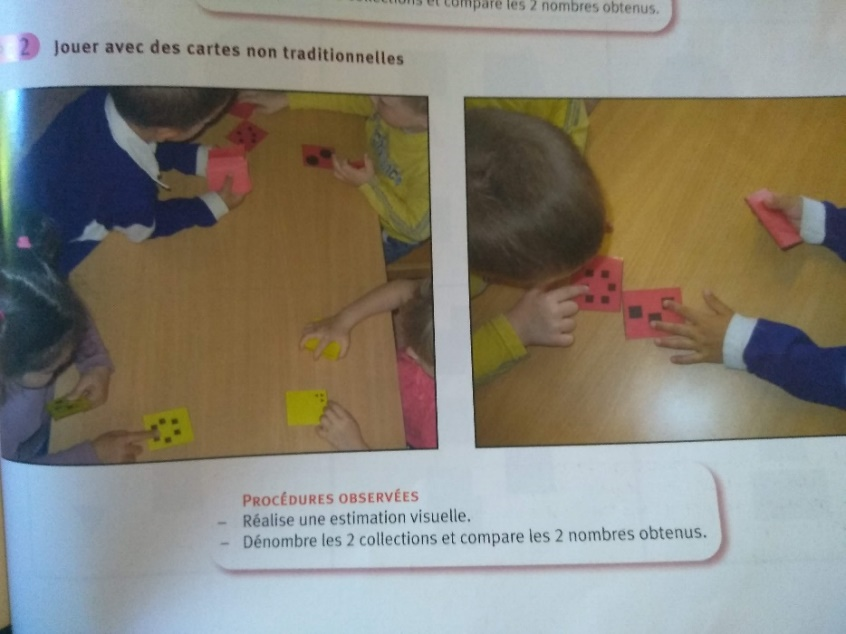 et compare les 2 nombres obtenus.
2 Jouer avec des cartes non traditionnelles
PROCÉDURES OBSERVÉES
– Réalise une estimation visuelle.
– Dénombre les 2 collections et compare les 2 nombres obtenus.